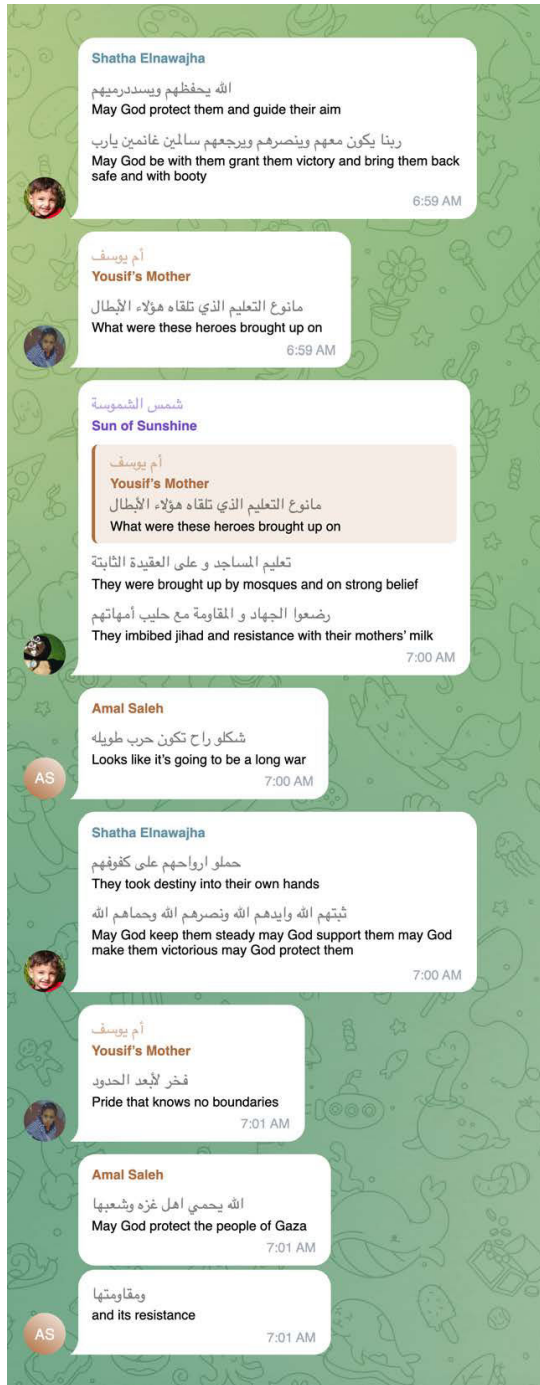 Shatha Elnawajha
الله يحفظهم ويسددرميهم
May God protect them and guide their aim
ربنا يكون معهم وينصرهم ويرجعهم سالمين غانمين يارب
May God be with them grant them victory and bring them back
safe and with booty
6:59 AM
أم يوسف
Yousif's Mother
مانوع التعليم الذي تلقاه هؤلاء الأبطال
What were these heroes brought up on
6:59 AM
شمس الشموسة
Sun of Sunshine
أم يوسف
Yousif's Mother
مانوع التعليم الذي تلقاه هؤلاء الأبطال
What were these heroes brought up on
تعليم المساجد و على العقيدة الثابتة
They were brought up by mosques and on strong belief
رضعوا الجهاد و المقاومة مع حليب أمهاتهم
They imbibed jihad and resistance with their mothers' milk
7:00 AM
Amal Saleh
شكلو راح تكون حرب طويله
Looks like it's going to be a long war
AS
7:00 AM
Shatha Elnawajha
حملو ارواحهم على كفوفهم
They took destiny into their own hands
ثبتهم الله وايدهم الله ونصرهم الله وحماهم الله
May God keep them steady may God support them may God
make them victorious may God protect them
7:00 AM
أم يوسف
Yousif's Mother
فخر لأبعد الحدود
Pride that knows no boundaries
7:01 AM
Amal Saleh
الله يحمي اهل غزه وشعبها
May God protect the people of Gaza
7:01 AM
ومقاومتها
and its resistance
AS
7:01 AM